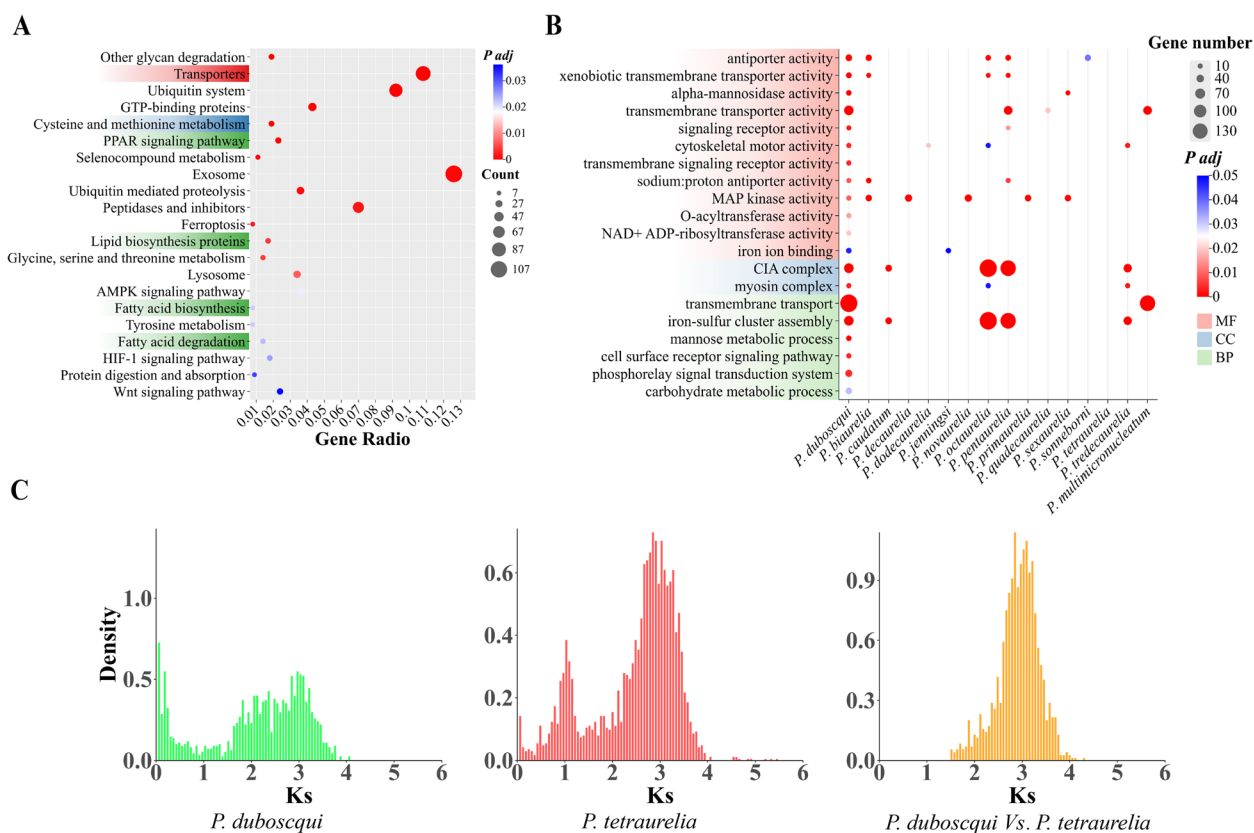 A
Other glycan degradation
Transporters
Ubiquitin system
GTP-binding proteins
Cysteine and methionine metabolism
PPAR signaling pathway
Selenocompound metabolism
Exosome
Ubiquitin mediated proteolysis
Peptidases and inhibitors
Ferroptosis
Lipid biosynthesis proteins
Glycine, serine and threonine metabolism
Lysosome
AMPK signaling pathway
Fatty acid biosynthesis
Tyrosine metabolism
Fatty acid degradation
HIF-1 signaling pathway
Protein digestion and absorption
Wnt signaling pathway
0.01 0.02 0.03 0.04 0.05 0.06 0.07 0.08 0.09 0.1 0.11 0.12 0.13
Gene Radio
P adj
0.03
0.02
0.01
0
Count
7
27
47
67
87
107
B
antiporter activity
xenobiotic transmembrane transporter activity
alpha-mannosidase activity
transmembrane transporter activity
signaling receptor activity
cytoskeletal motor activity
transmembrane signaling receptor activity
sodium:proton antiporter activity
MAP kinase activity
O-acyltransferase activity
NAD+ ADP-ribosyltransferase activity
iron ion binding
CIA complex
myosin complex
transmembrane transport
iron-sulfur cluster assembly
mannose metabolic process
cell surface receptor signaling pathway
phosphorelay signal transduction system
carbohydrate metabolic process
P. duboscqui
P. biaurelia
P. caudatum
P. decaurelia
P. dodecaurelia
P. jenningsi
P. novaurelia
P. octaurelia
P. pentaurelia
P. primaurelia
P. quadecaurelia
P. sexaurelia
P. sonneborni
P. tetraurelia
P. tredecaurelia
P. multimicronucleatum
Gene number
10
40
70
100
130
P adj
0.05
0.04
0.03
0.02
0.01
0
MF
CC
BP
C
Density
1.0
0.5
0.0
0 1 2 3 4 5 6
Ks
P. duboscqui
0.6
0.4
0.2
0.0
0 1 2 3 4 5 6
Ks
P. tetraurelia
0.9
0.6
0.3
0.0
0 1 2 3 4 5 6
Ks
P. duboscqui Vs. P. tetraurelia